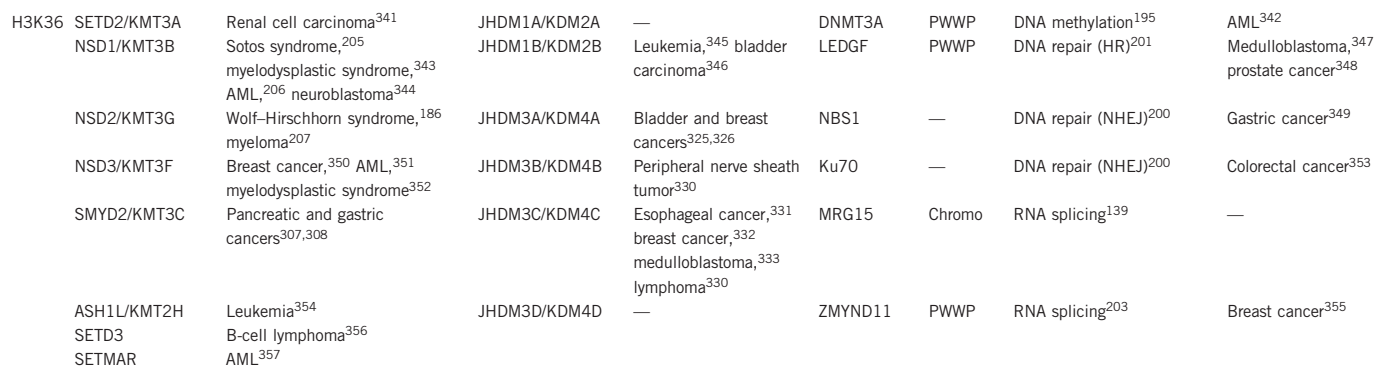 H3K36 SETD2/KMT3A Renal cell carcinoma341 JHDM1A/KDM2A — DNMT3A PWWP DNA methylation195 AML342
NSD1/KMT3B Sotos syndrome,205 JHDM1B/KDM2B Leukemia,345 bladder LEDGF PWWP DNA repair (HR)201 Medulloblastoma,347
myelodysplastic syndrome,343 carcinoma346 prostate cancer348
AML,206 neuroblastoma344
NSD2/KMT3G Wolf–Hirschhorn syndrome,186 JHDM3A/KDM4A Bladder and breast NBS1 — DNA repair (NHEJ)200 Gastric cancer349
myeloma207 cancers325,326
NSD3/KMT3F Breast cancer,350 AML,351 JHDM3B/KDM4B Peripheral nerve sheath Ku70 — DNA repair (NHEJ)200 Colorectal cancer353
myelodysplastic syndrome352 tumor330
SMYD2/KMT3C Pancreatic and gastric JHDM3C/KDM4C Esophageal cancer,331 MRG15 Chromo RNA splicing139 —
cancers307,308 breast cancer,332
medulloblastoma,333
lymphoma330
ASH1L/KMT2H Leukemia354 JHDM3D/KDM4D — ZMYND11 PWWP RNA splicing203 Breast cancer355
SETD3 B-cell lymphoma356
SETMAR AML357